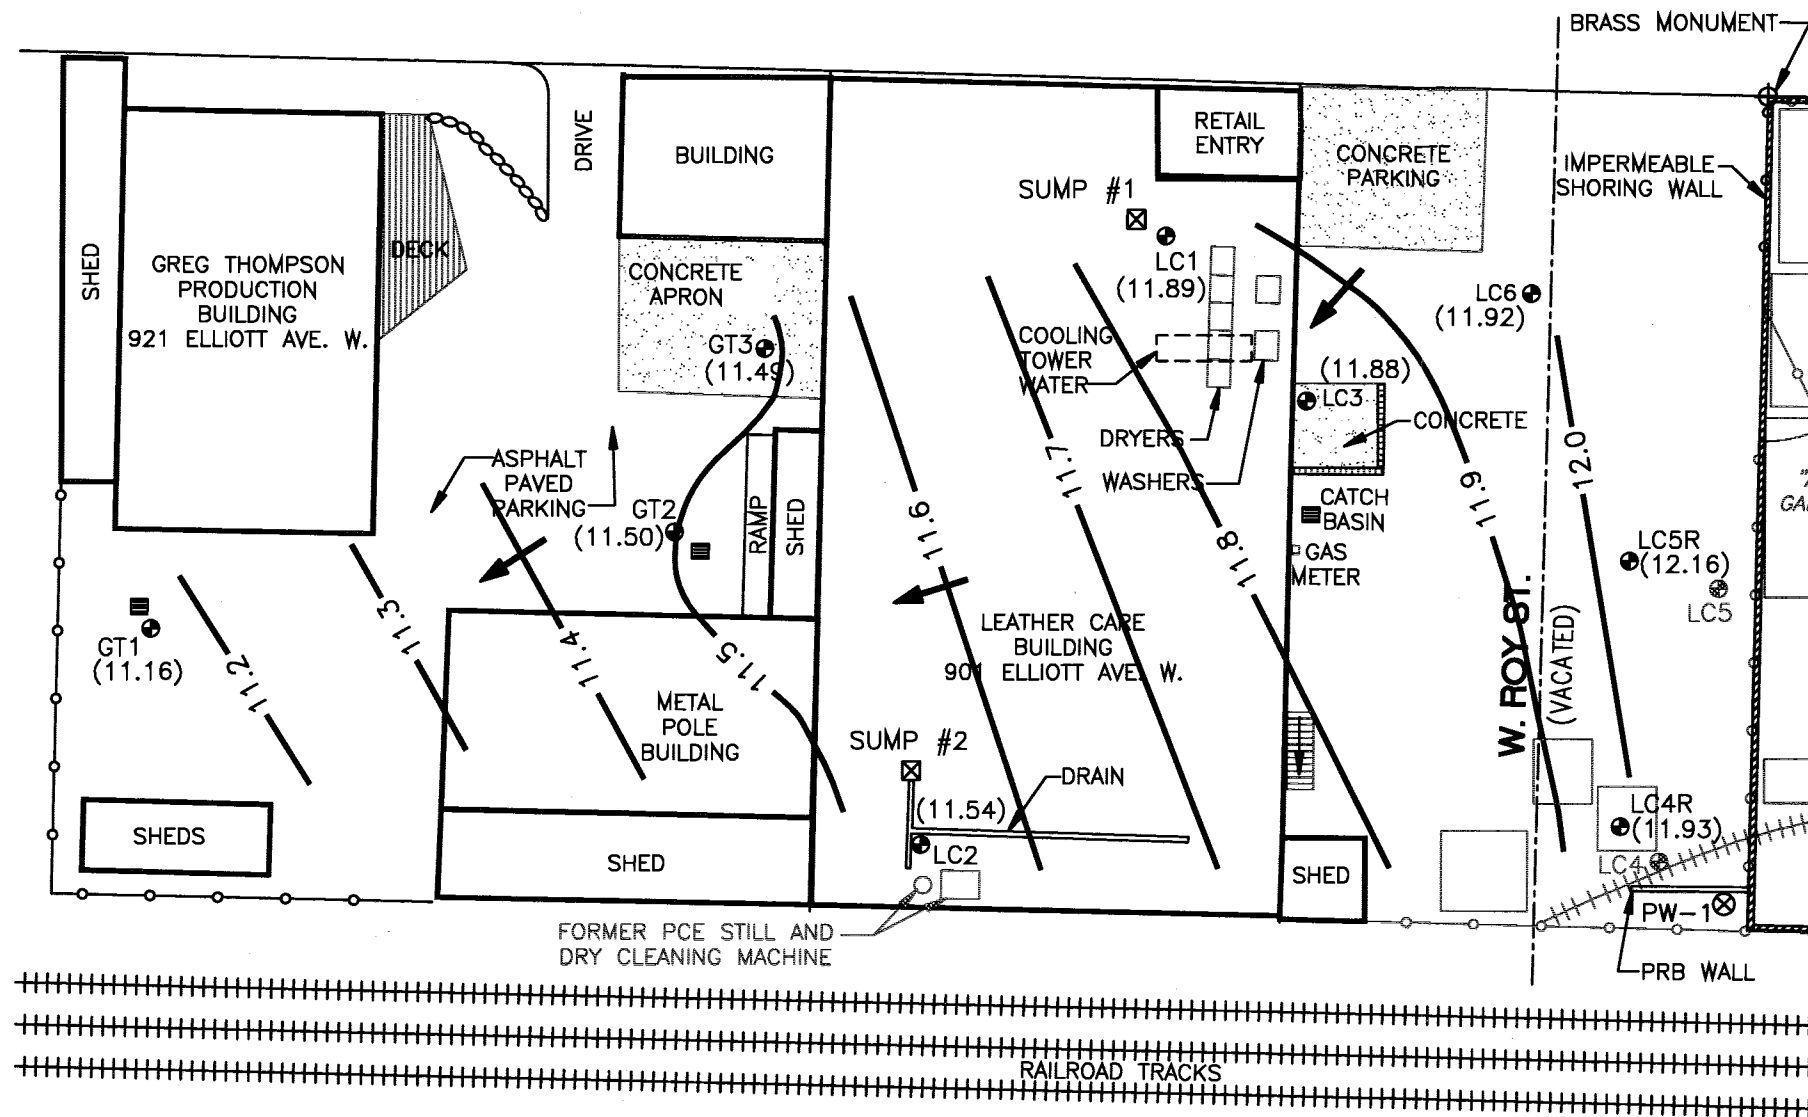 BRASS MONUMENT
IMPERMEABLE
SHORING WALL
RETAIL
ENTRY
CONCRETE
PARKING
DRIVE
BUILDING
SUMP #1
LC1
(11.89)
LC6
(11.92)
SHED
GREG THOMPSON
PRODUCTION
BUILDING
921 ELLIOTT AVE. W.
DECK
CONCRETE
APRON
GT3
(11.49)
COOLING
TOWER
WATER
(11.88)
LC3
CONCRETE
DRYERS
WASHERS
CATCH
BASIN
GAS
METER
ASPHALT
PAVED
PARKING
GT2
(11.50)
RAMP
SHED
11.6
11.7
11.8
11.9
12.0
LC5R
(12.16)
LC5
W. ROY ST.
(VACATED)
GT1
(11.16)
11.2
11.3
11.4
11.5
LEATHER CARE
BUILDING
901 ELLIOTT AVE. W.
METAL
POLE
BUILDING
SUMP #2
DRAIN
(11.54)
LC2
SHEDS
SHED
SHED
LC4R
(11.93)
LC4
PW-1
PRB WALL
FORMER PCE STILL AND
DRY CLEANING MACHINE
RAILROAD TRACKS